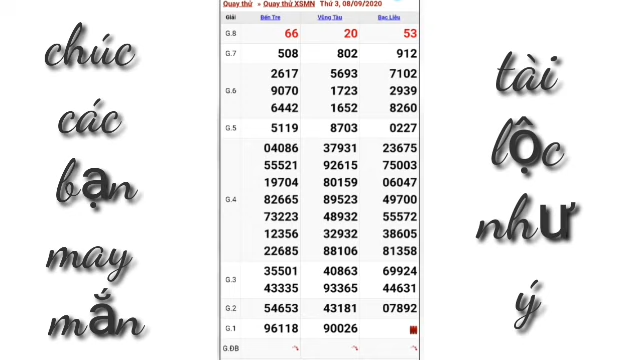 chúc
các
bạn
may
mắn
Quay thử » Quay thử XSMN Thứ 3, 08/09/2020
Giải Bến Tre Vũng Tàu Bạc Liêu
G.8 66 20 53
G.7 508 802 912
G.6 2617 5693 7102
9070 1723 2939
6442 1652 8260
G.5 5119 8703 0227
G.4 04086 37931 23675
55521 92615 75003
19704 80159 06047
82665 89523 49700
73223 48932 55572
12356 32932 38605
22685 88106 81358
G.3 35501 40863 69924
43335 93365 44631
G.2 54653 43181 07892
G.1 96118 90026
G.ĐB
tài
lộc
như
ý